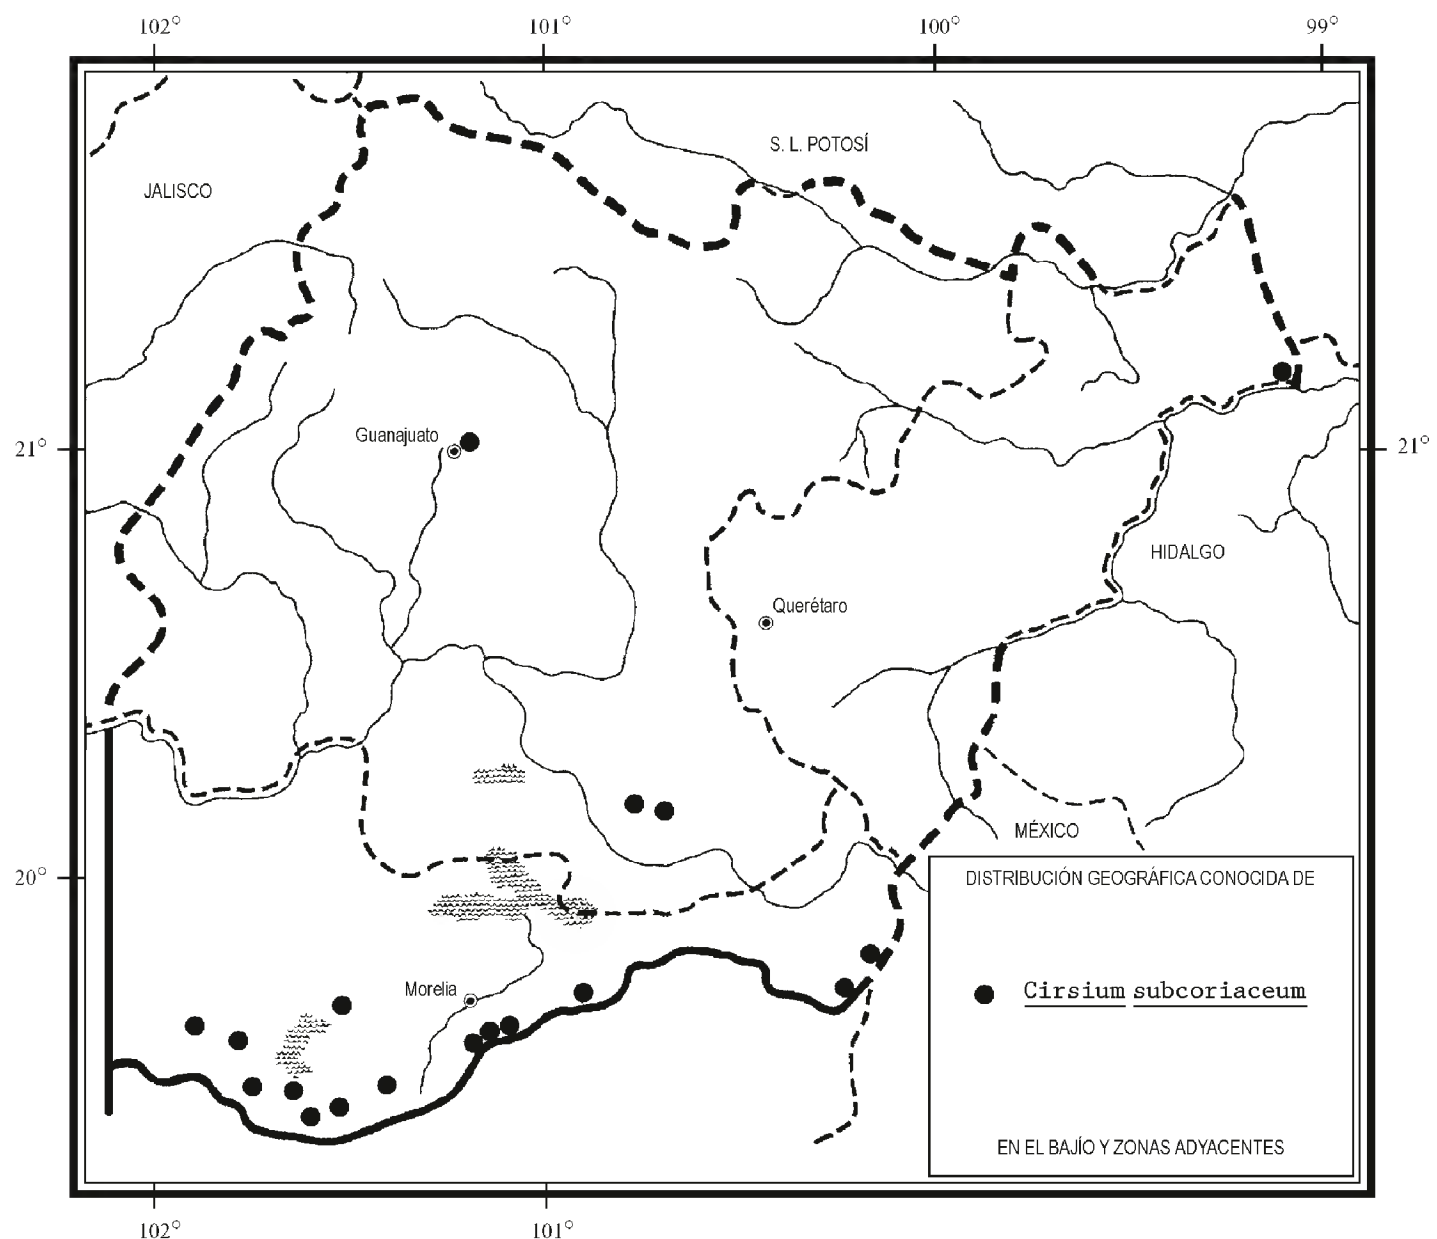 102° 101° 100° 99°
S. L. POTOSÍ
JALISCO
Guanajuato
21° 21°
HIDALGO
Querétaro
MÉXICO
20°
DISTRIBUCIÓN GEOGRÁFICA CONOCIDA DE
Morelia
Cirsium subcoriaceum
EN EL BAJÍO Y ZONAS ADYACENTES
102° 101°